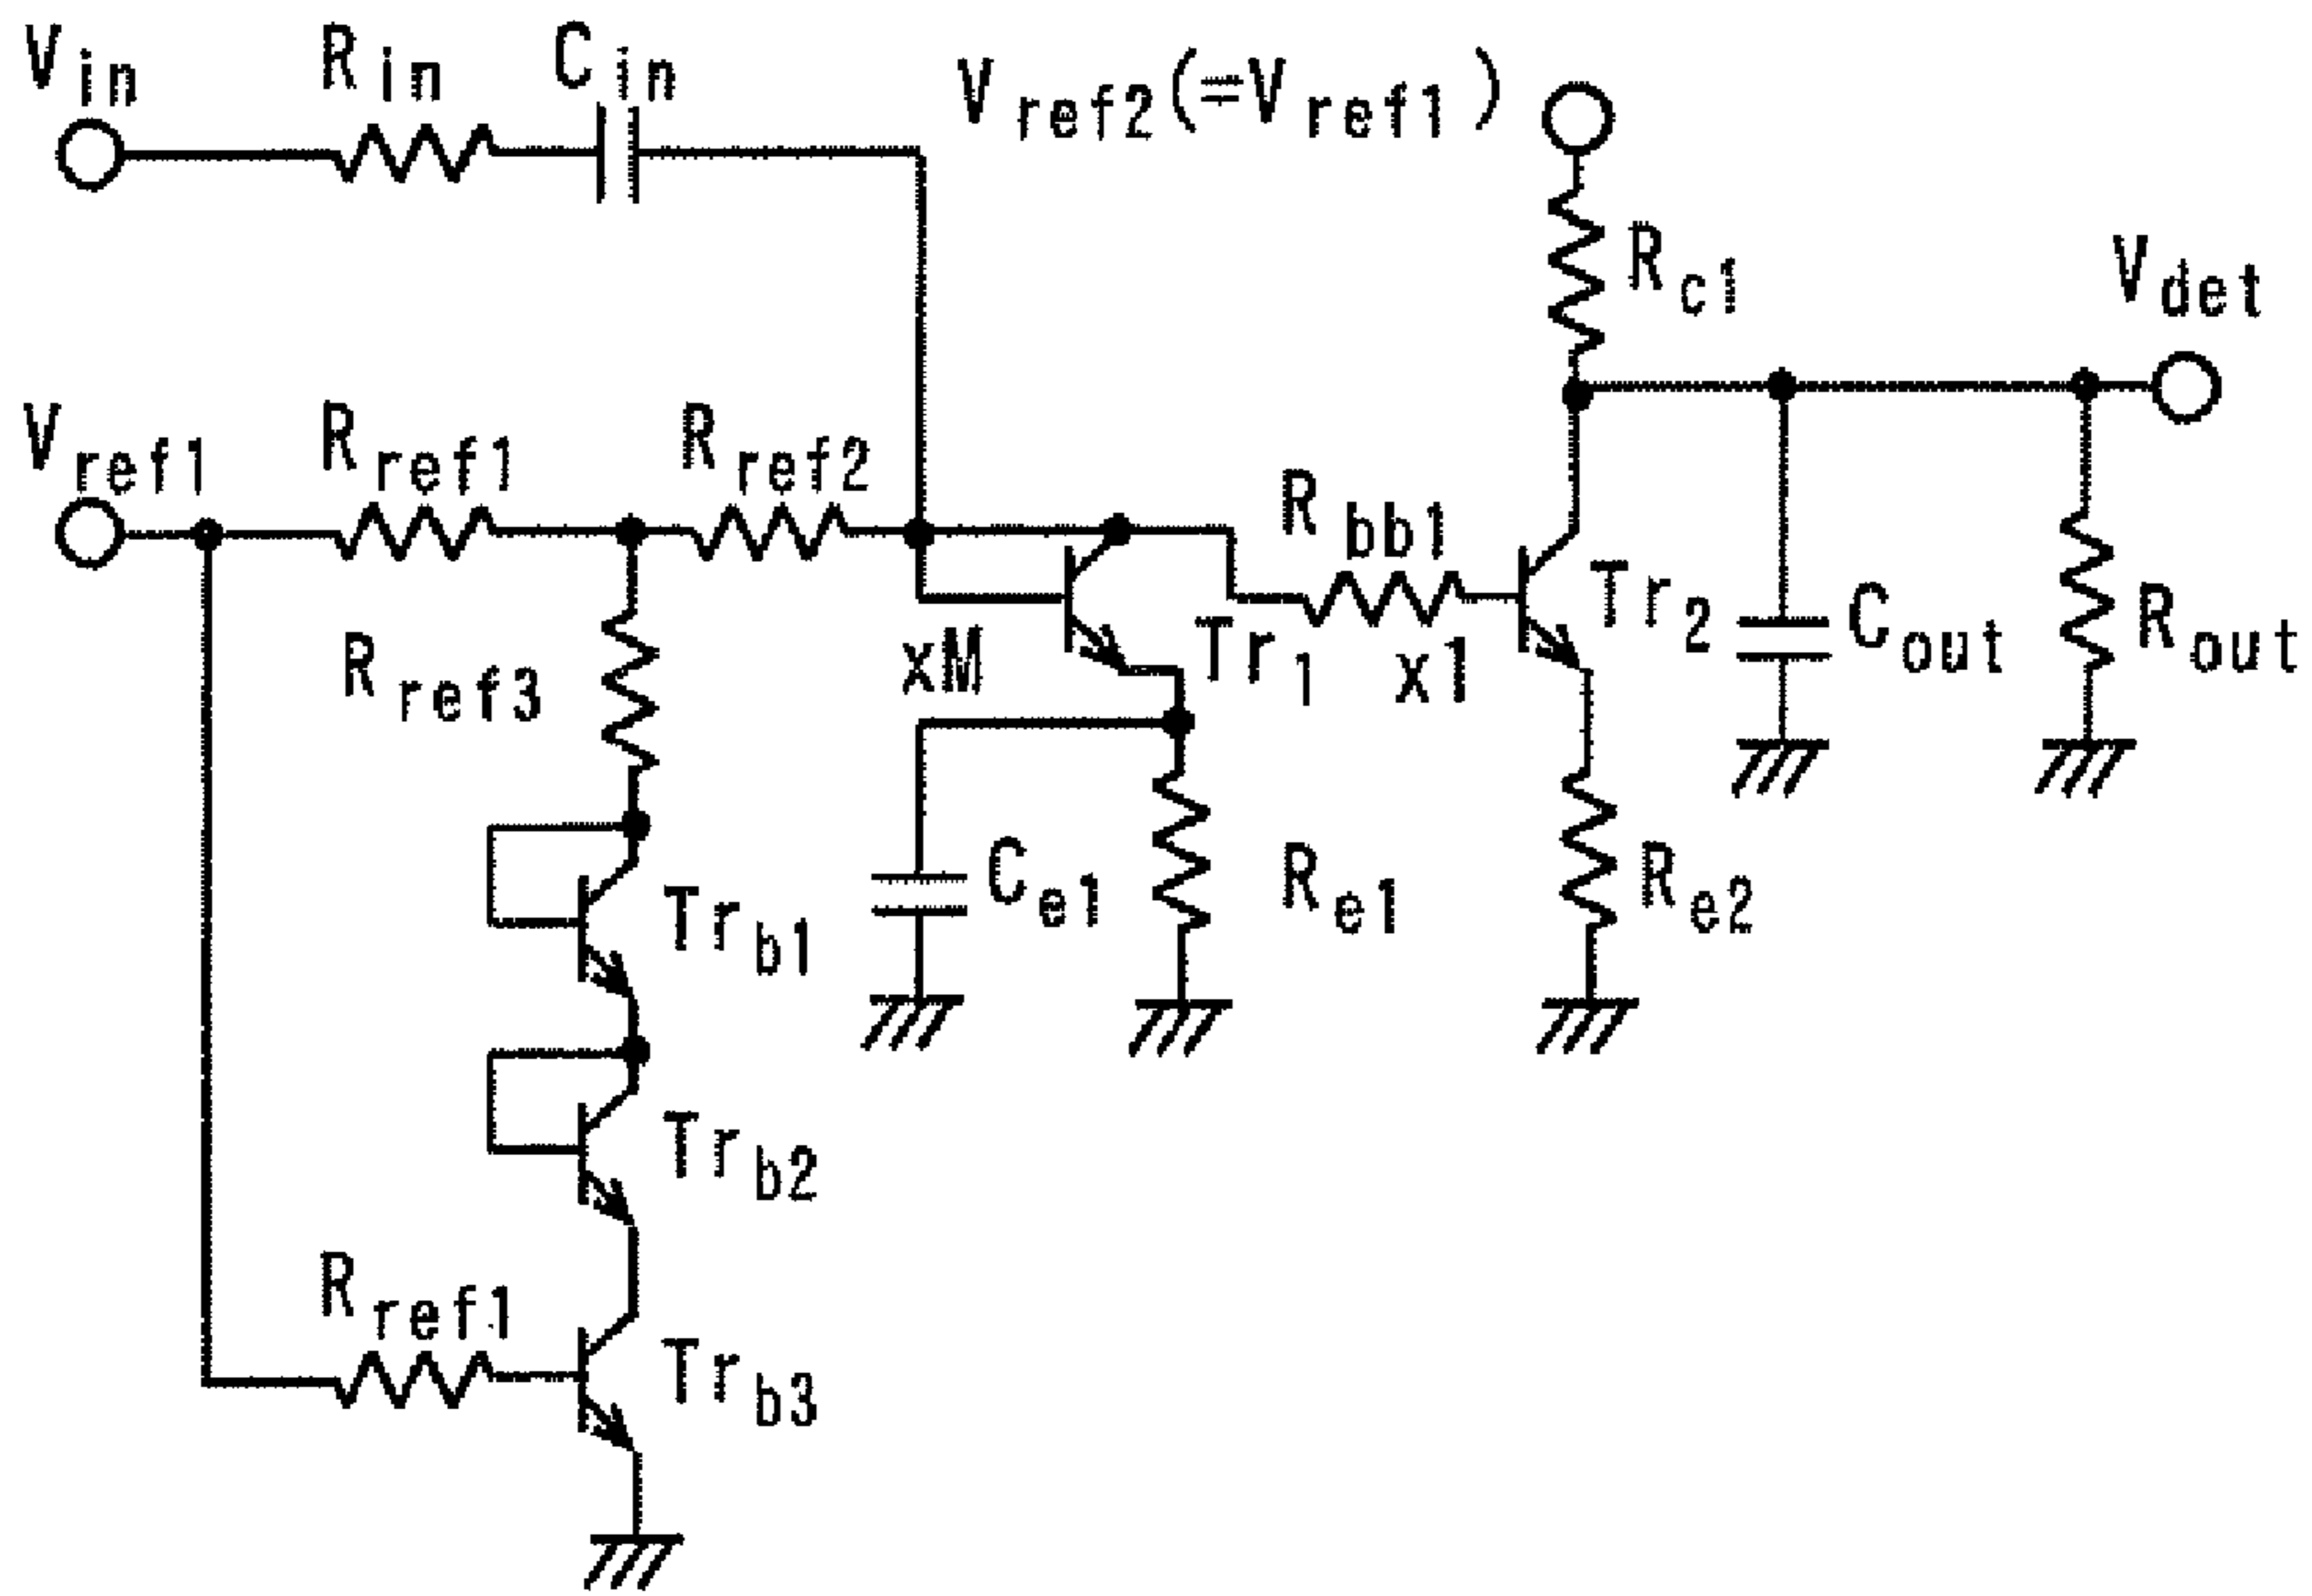 Vin Rin Cin Vref2(=Vref1)
Rc1
Vdet
Vref1 Rref1 Rref2
Rbb1
Tr2 Cout Rout
Rref3 xM Tr1 x1
Ce1 Re1 Re2
Trb1
Trb2
Rref1 Trb3